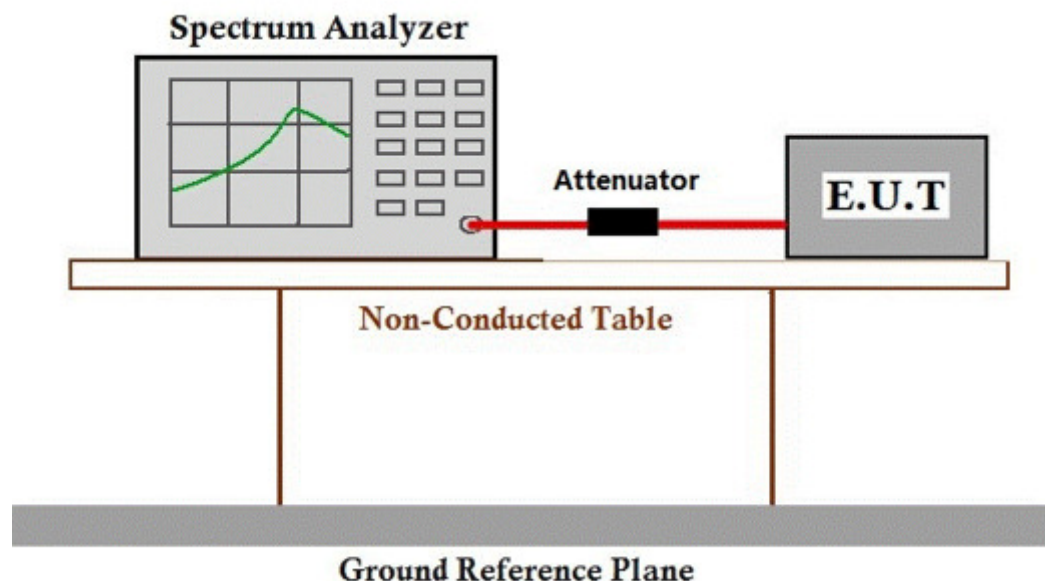 Spectrum Analyzer
Attenuator
E.U.T
Non-Conducted Table
Ground Reference Plane